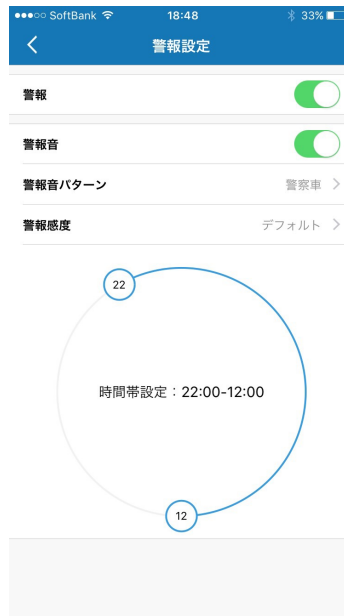 SoftBank 18:48 33%
警報設定
警報
警報音
警報音パターン 警察車
警報感度 デフォルト
22
時間帯設定：22:00-12:00
12